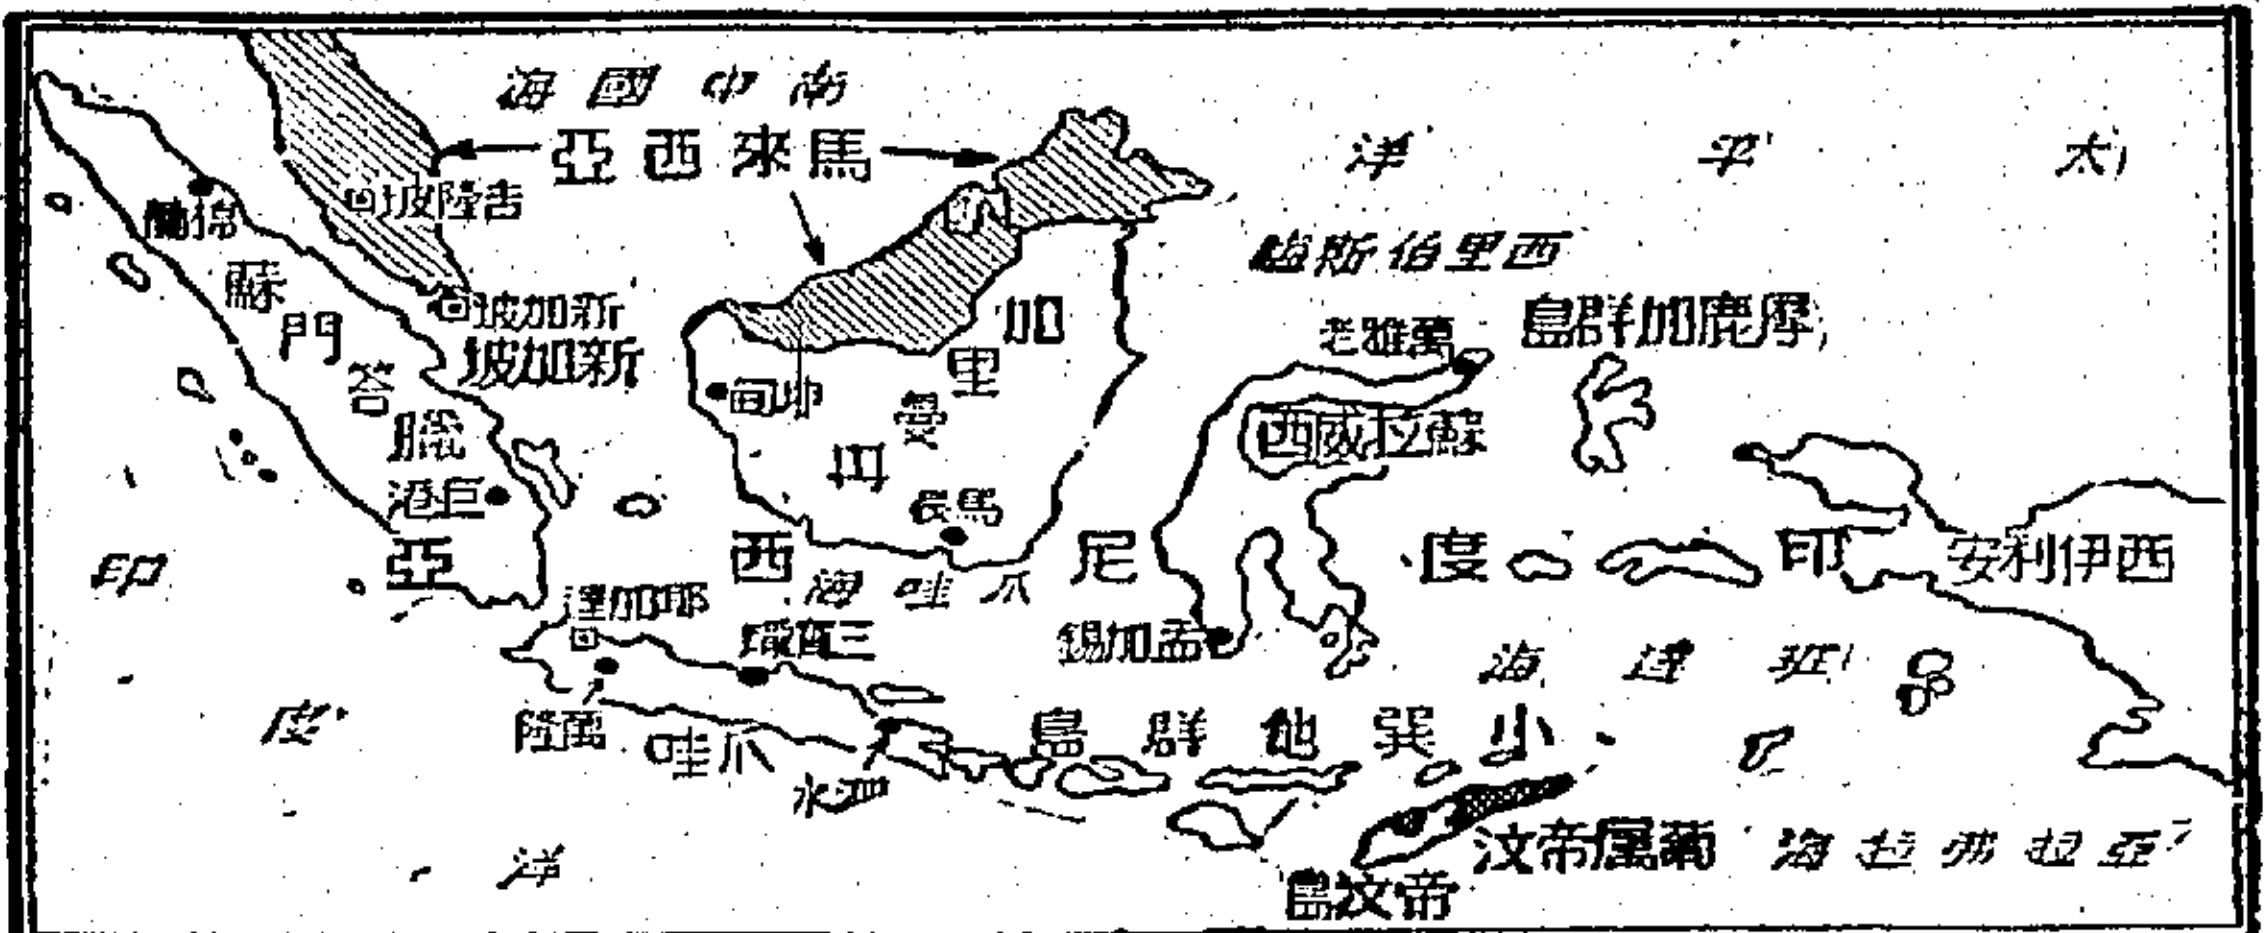 南中國海
馬來西亞
太平洋
吉隆坡
棉蘭
西里伯斯海
新加坡
新加坡
摩鹿加群島
萬雅老
蘇門答臘
加里曼丹
坤甸
蘇拉威西
巨港
馬辰
印度尼西亞
西伊利安
爪哇海
耶加達
三寶壟
孟加錫
班達海
印度洋
萬隆
爪哇
泗水
小巽他群島
葡屬帝汶
帝汶島
亞拉弗拉海